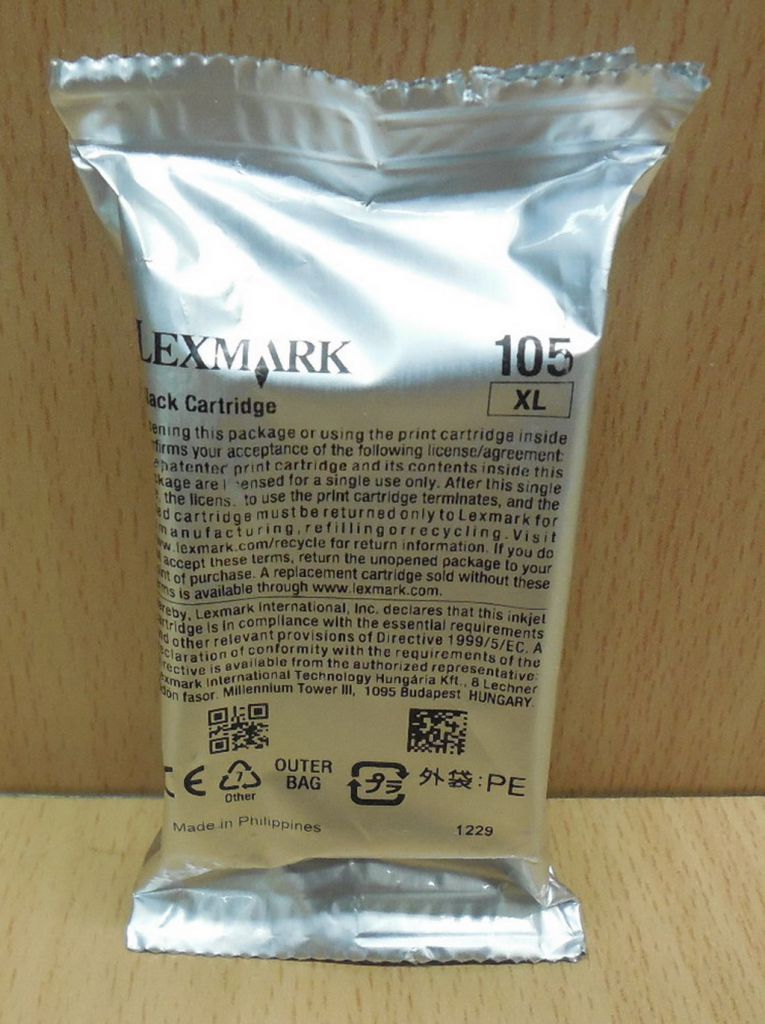 LEXMARK
105
XL
ack Cartridge
ening this package or using the print cartridge inside
firms your acceptance of the following license/agreement:
patented print cartridge and its contents inside this
kage are licensed for a single use only. After this single
, the license to use the print cartridge terminates, and the
d cartridge must be returned only to Lexmark for
manufacturing, refilling or recycling. Visit
w.lexmark.com/recycle for return information. If you do
accept these terms, return the unopened package to your
nt of purchase. A replacement cartridge sold without these
ms is available through www.lexmark.com.
ereby, Lexmark International, Inc. declares that this inkjet
artridge is in compliance with the essential requirements
d other relevant provisions of Directive 1999/5/EC. A
eclaration of conformity with the requirements of the
rective is available from the authorized representative:
exmark International Technology Hungária Kft., 8 Lechner
dön fasor. Millennium Tower III, 1095 Budapest HUNGARY.
CE
7
Other
OUTER
BAG
プラ
外袋:PE
Made in Philippines
1229